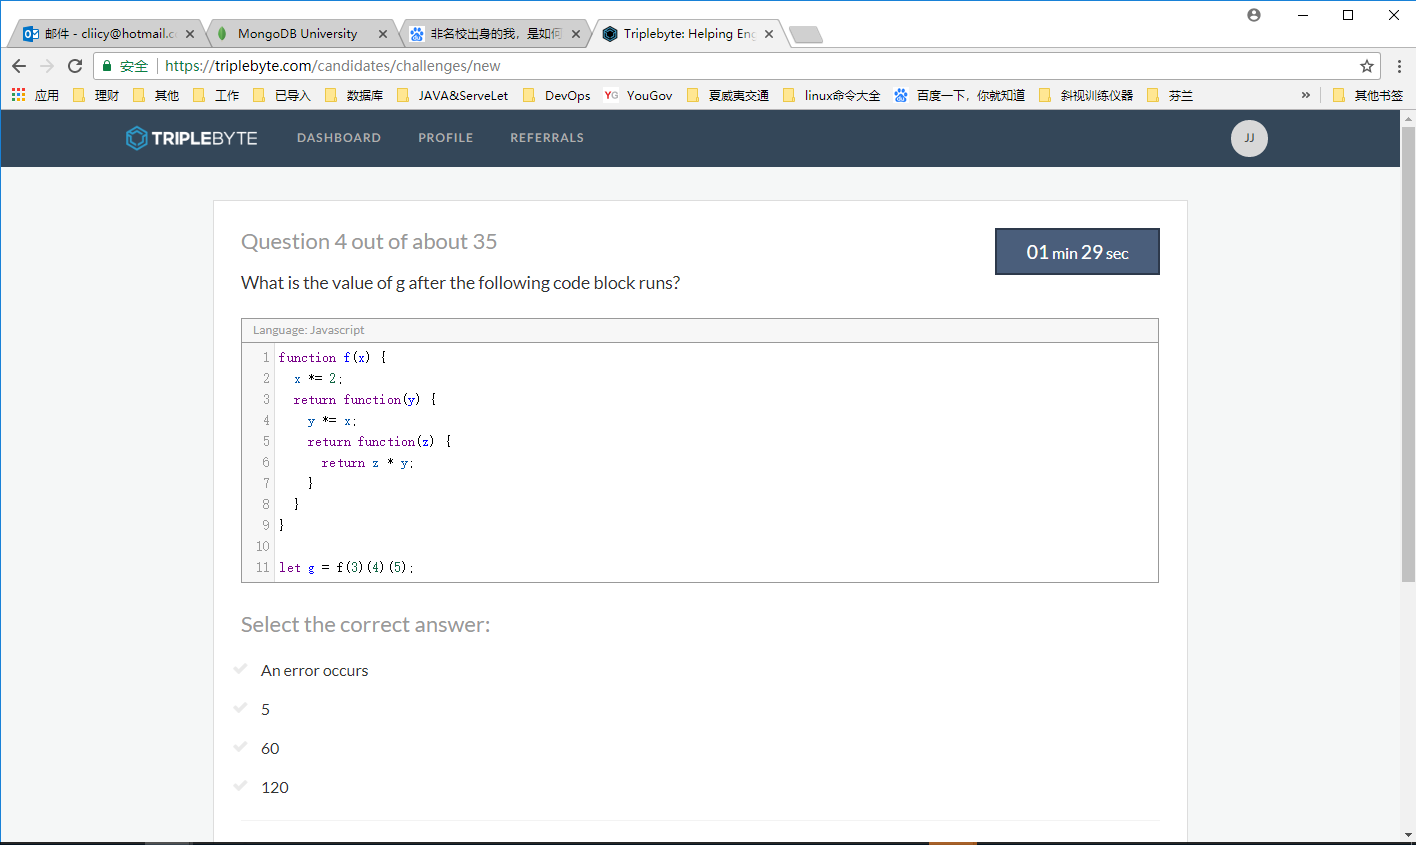 邮件 - cliicy@hotmail.c
MongoDB University
非名校出身的我，是如何
Triplebyte: Helping Eng
安全 https://triplebyte.com/candidates/challenges/new
应用 理财 其他 工作 已导入 数据库 JAVA&ServeLet DevOps YG YouGov 夏威夷交通 linux命令大全 百度一下，你就知道 斜视训练仪器 芬兰 » 其他书签
TRIPLEBYTE DASHBOARD PROFILE REFERRALS JJ
Question 4 out of about 35
01 min 29 sec
What is the value of g after the following code block runs?
Language: Javascript
1 function f(x) {
2   x *= 2;
3   return function(y) {
4     y *= x;
5     return function(z) {
6       return z * y;
7     }
8   }
9 }
10
11 let g = f(3)(4)(5);
Select the correct answer:
An error occurs
5
60
120